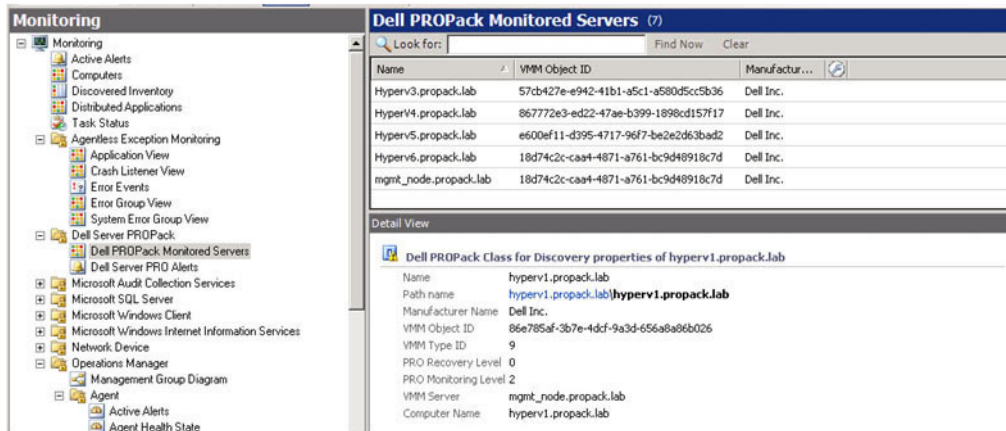 Monitoring
Monitoring
Active Alerts
Computers
Discovered Inventory
Distributed Applications
Task Status
Agentless Exception Monitoring
Application View
Crash Listener View
Error Events
Error Group View
System Error Group View
Dell Server PROPack
Dell PROPack Monitored Servers
Dell Server PRO Alerts
Microsoft Audit Collection Services
Microsoft SQL Server
Microsoft Windows Client
Microsoft Windows Internet Information Services
Network Device
Operations Manager
Management Group Diagram
Agent
Active Alerts
Agent Health State
Dell PROPack Monitored Servers (7)
Look for: Find Now Clear
Name VMM Object ID Manufactur...
Hyperv3.propack.lab 57cb427e-e942-41b1-a5c1-a580d5cc5b36 Dell Inc.
HyperV4.propack.lab 867772e3-ed22-47ae-b399-1898cd157f17 Dell Inc.
Hyperv5.propack.lab e600ef11-d395-4717-96f7-be2e2d63bad2 Dell Inc.
Hyperv6.propack.lab 18d74c2c-caa4-4871-a761-bc9d48918c7d Dell Inc.
mgmt_node.propack.lab 18d74c2c-caa4-4871-a761-bc9d48918c7d Dell Inc.
Detail View
Dell PROPack Class for Discovery properties of hyperv1.propack.lab
Name hyperv1.propack.lab
Path name hyperv1.propack.lab\hyperv1.propack.lab
Manufacturer Name Dell Inc.
VMM Object ID 86e785af-3b7e-4dcf-9a3d-656a8a86b026
VMM Type ID 9
PRO Recovery Level 0
PRO Monitoring Level 2
VMM Server mgmt_node.propack.lab
Computer Name hyperv1.propack.lab